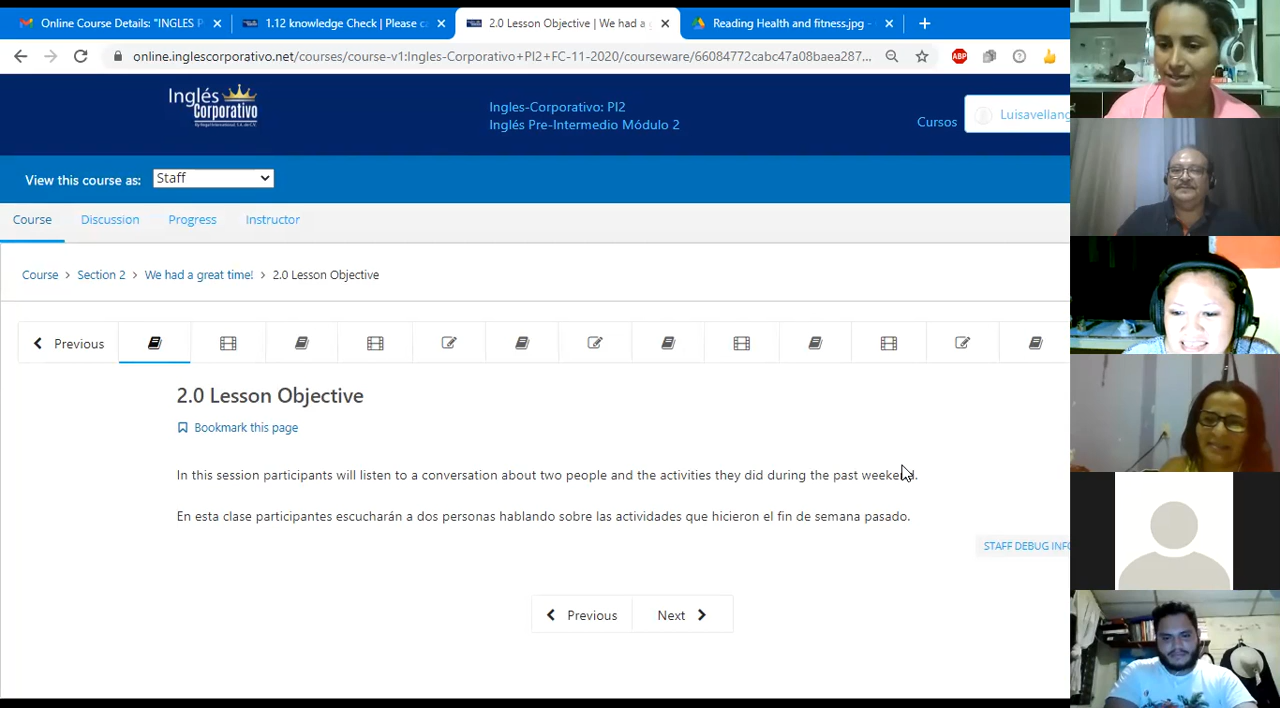 Online Course Details: "INGLES P
1.12 knowledge Check | Please ca
2.0 Lesson Objective | We had a g
Reading Health and fitness.jpg -
online.inglescorporativo.net/courses/course-v1:Ingles-Corporativo+PI2+FC-11-2020/courseware/66084772cabc47a08baea287...
ABP
Inglés
Corporativo
Ingles-Corporativo: PI2
Inglés Pre-Intermedio Módulo 2
Cursos
Luisavellang
View this course as:
Staff
Course
Discussion
Progress
Instructor
Course > Section 2 > We had a great time! > 2.0 Lesson Objective
Previous
2.0 Lesson Objective
Bookmark this page
In this session participants will listen to a conversation about two people and the activities they did during the past weekend.
En esta clase participantes escucharán a dos personas hablando sobre las actividades que hicieron el fin de semana pasado.
STAFF DEBUG INFO
Previous
Next